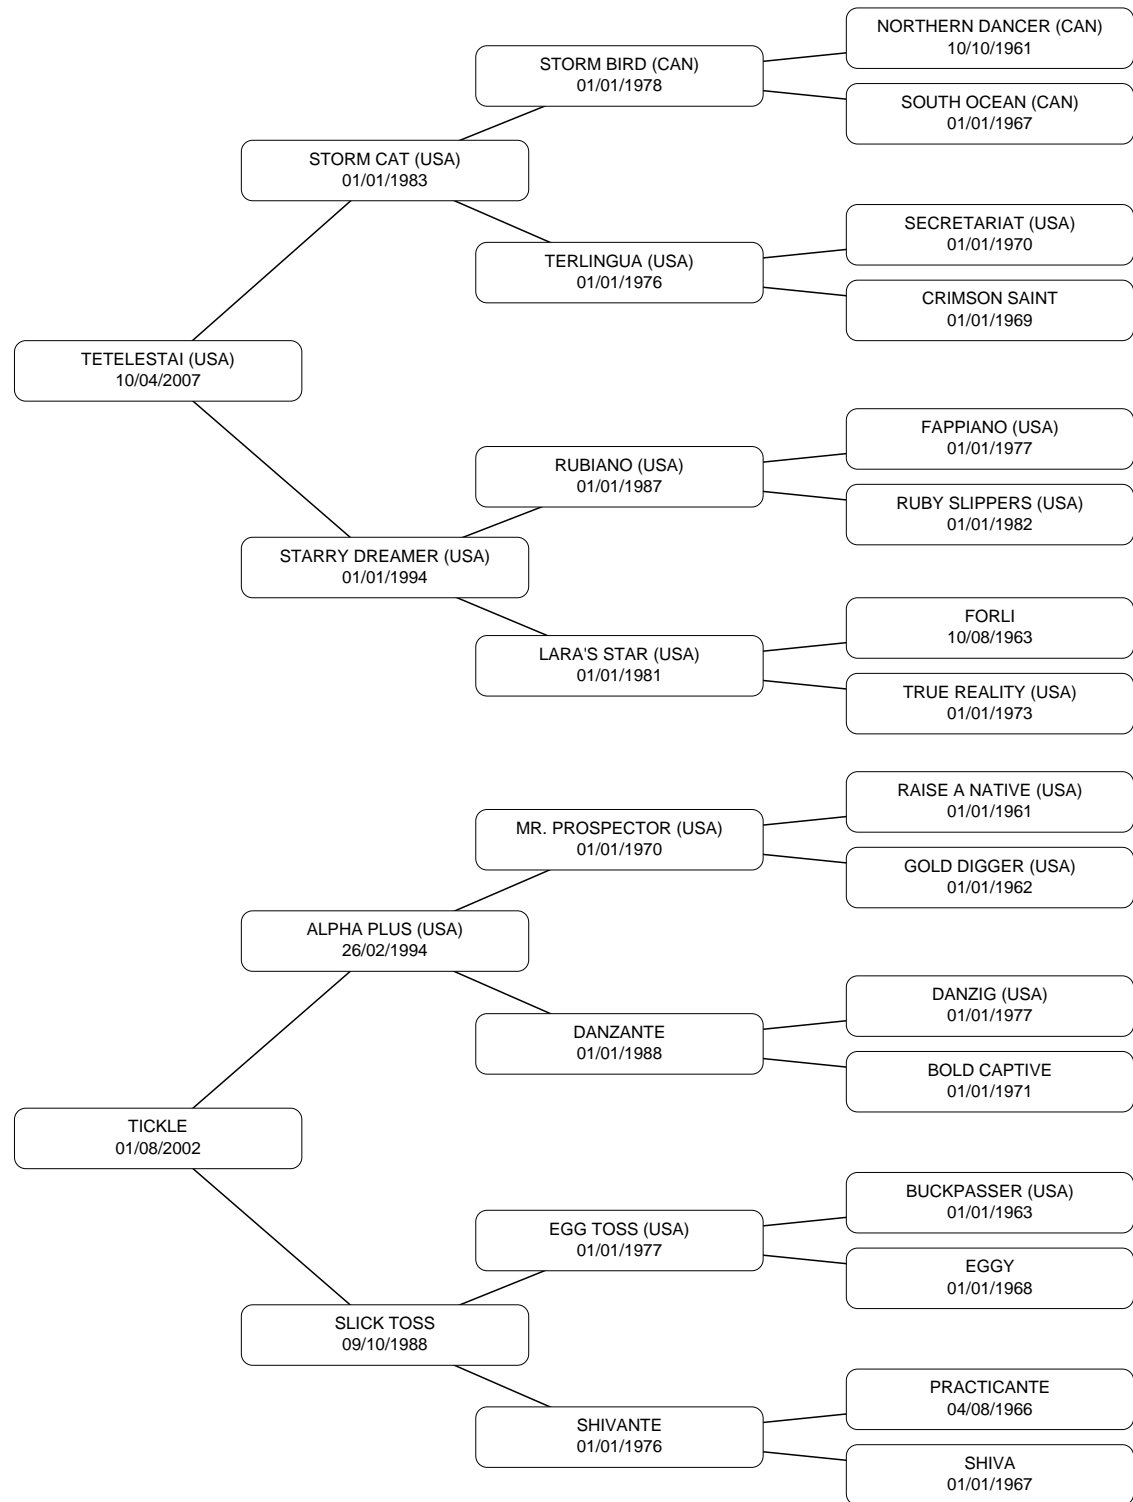 NORTHERN DANCER (CAN)
10/10/1961
STORM BIRD (CAN)
01/01/1978
SOUTH OCEAN (CAN)
01/01/1967
STORM CAT (USA)
01/01/1983
SECRETARIAT (USA)
01/01/1970
TERLINGUA (USA)
01/01/1976
CRIMSON SAINT
01/01/1969
TETELESTAI (USA)
10/04/2007
FAPPIANO (USA)
01/01/1977
RUBIANO (USA)
01/01/1987
RUBY SLIPPERS (USA)
01/01/1982
STARRY DREAMER (USA)
01/01/1994
FORLI
10/08/1963
LARA'S STAR (USA)
01/01/1981
TRUE REALITY (USA)
01/01/1973
RAISE A NATIVE (USA)
01/01/1961
MR. PROSPECTOR (USA)
01/01/1970
GOLD DIGGER (USA)
01/01/1962
ALPHA PLUS (USA)
26/02/1994
DANZIG (USA)
01/01/1977
DANZANTE
01/01/1988
BOLD CAPTIVE
01/01/1971
TICKLE
01/08/2002
BUCKPASSER (USA)
01/01/1963
EGG TOSS (USA)
01/01/1977
EGGY
01/01/1968
SLICK TOSS
09/10/1988
PRACTICANTE
04/08/1966
SHIVANTE
01/01/1976
SHIVA
01/01/1967